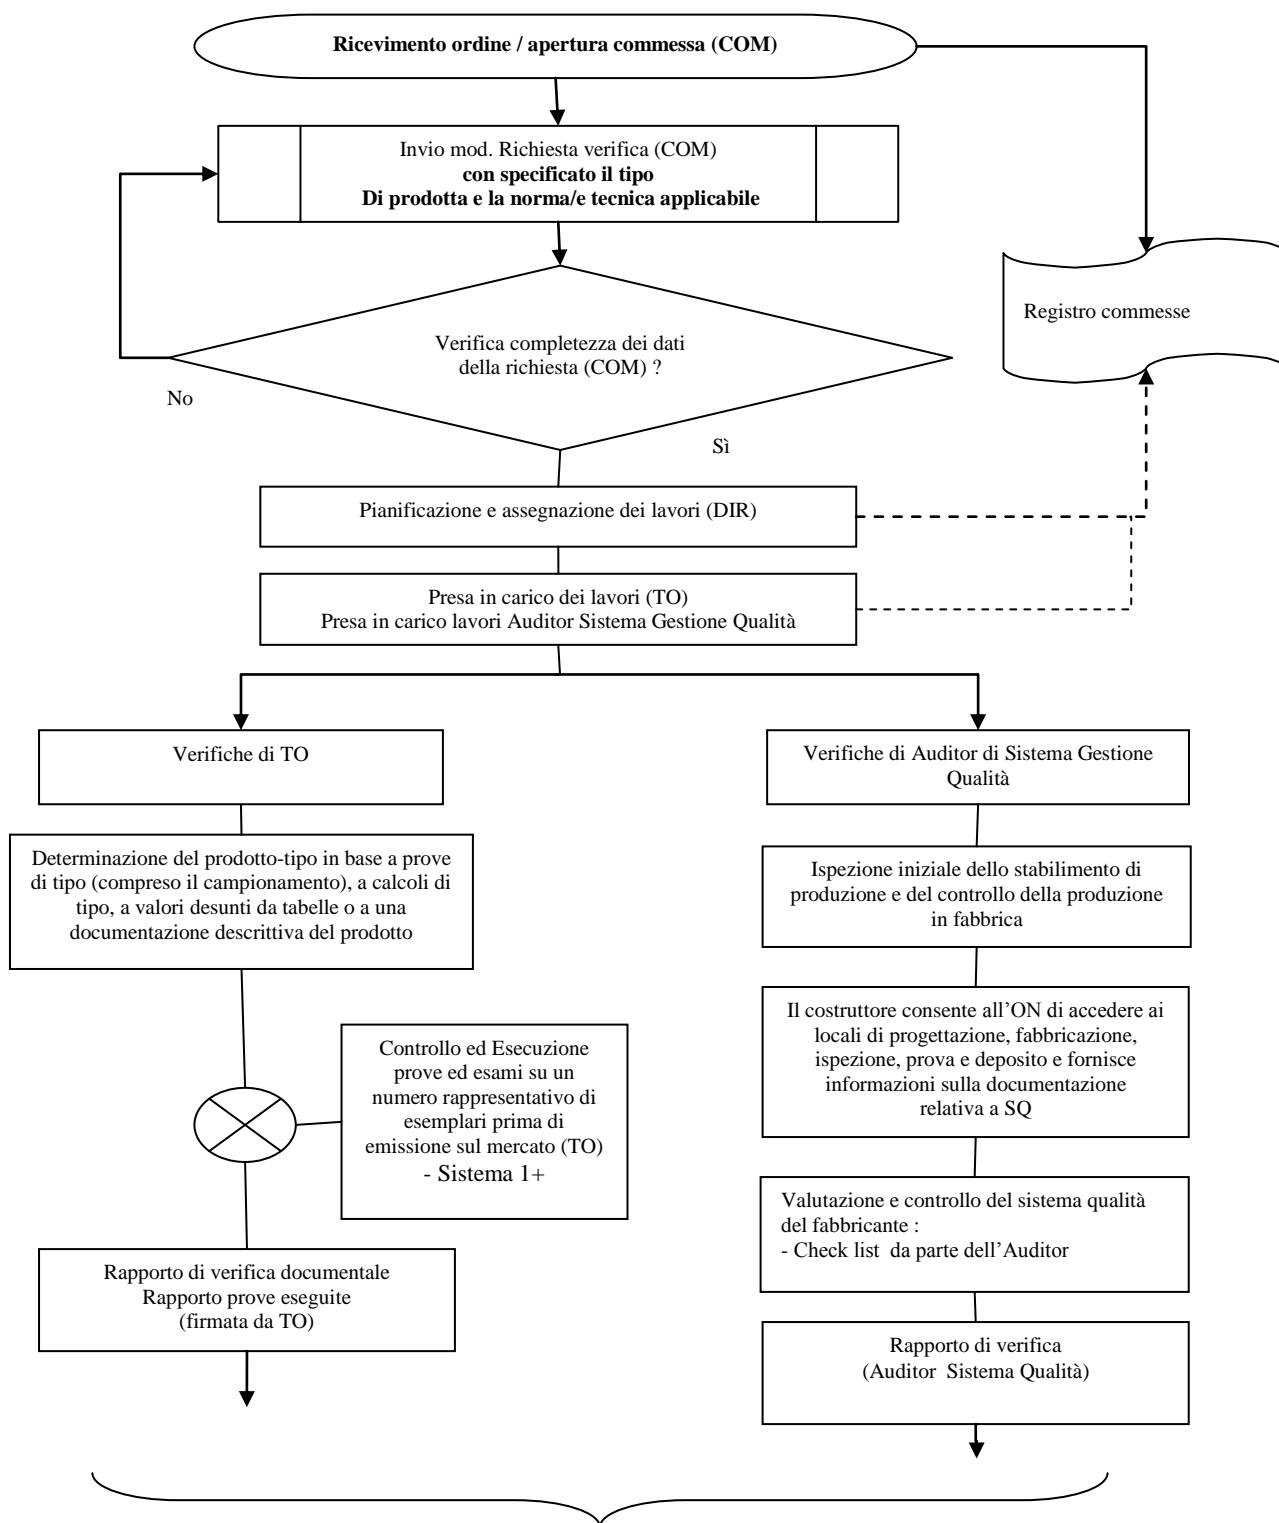 Ricevimento ordine / apertura commessa (COM)
Invio mod. Richiesta verifica (COM)
con specificato il tipo
Di prodotta e la norma/e tecnica applicabile
Registro commesse
Verifica completezza dei dati
della richiesta (COM) ?
No
Sì
Pianificazione e assegnazione dei lavori (DIR)
Presa in carico dei lavori (TO)
Presa in carico lavori Auditor Sistema Gestione Qualità
Verifiche di TO
Determinazione del prodotto-tipo in base a prove
di tipo (compreso il campionamento), a calcoli di
tipo, a valori desunti da tabelle o a una
documentazione descrittiva del prodotto
Controllo ed Esecuzione
prove ed esami su un
numero rappresentativo di
esemplari prima di
emissione sul mercato (TO)
- Sistema 1+
Rapporto di verifica documentale
Rapporto prove eseguite
(firmata da TO)
Verifiche di Auditor di Sistema Gestione
Qualità
Ispezione iniziale dello stabilimento di
produzione e del controllo della produzione
in fabbrica
Il costruttore consente all’ON di accedere ai
locali di progettazione, fabbricazione,
ispezione, prova e deposito e fornisce
informazioni sulla documentazione
relativa a SQ
Valutazione e controllo del sistema qualità
del fabbricante :
- Check list da parte dell’Auditor
Rapporto di verifica
(Auditor Sistema Qualità)